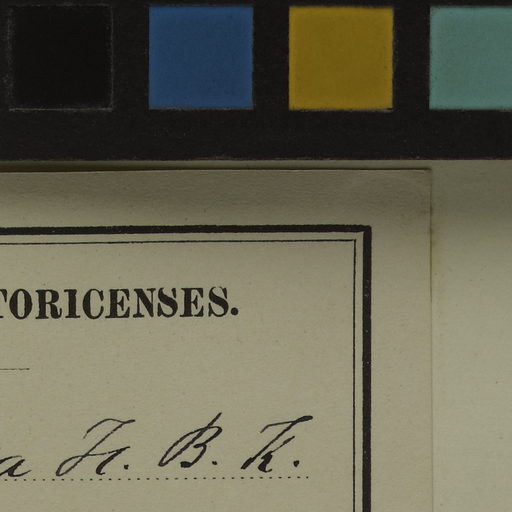 TORICENSES.
a H. B. K.